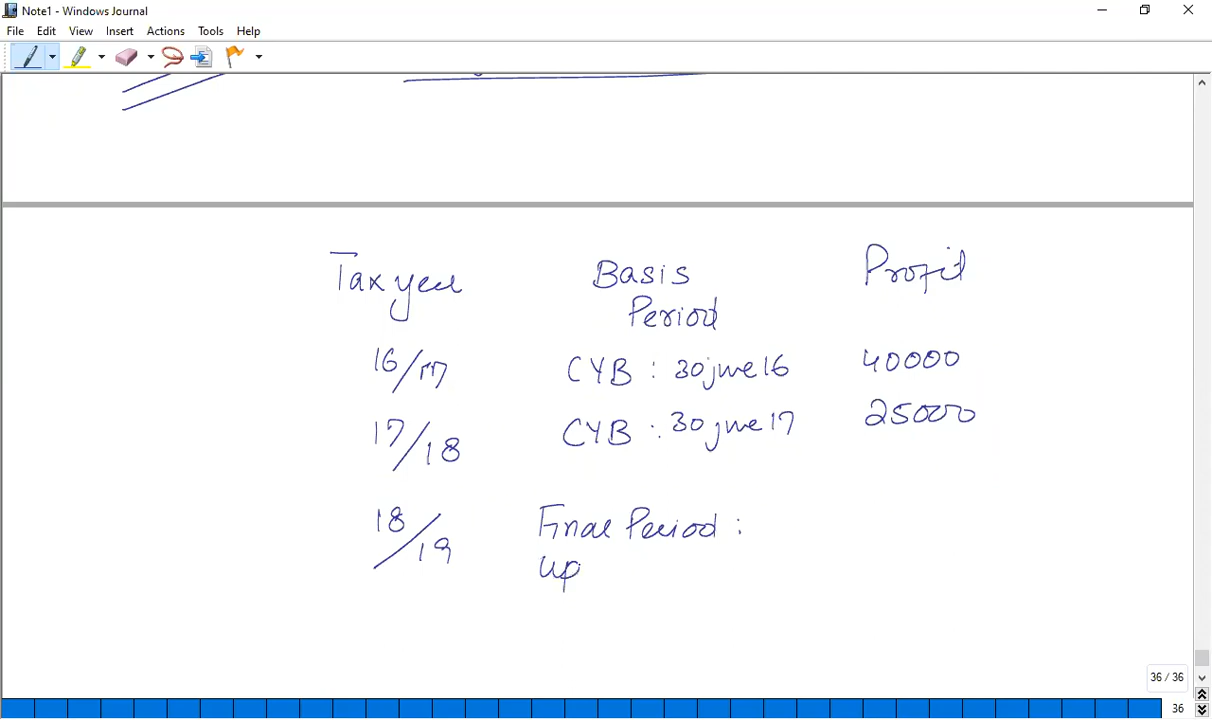 Note1 - Windows Journal
File Edit View Insert Actions Tools Help
Tax year Basis Period Profit
16/17 CYB : 30 june 16 40000
17/18 CYB : 30 june 17 25000
18/19 Final Period :
up
36 / 36
36